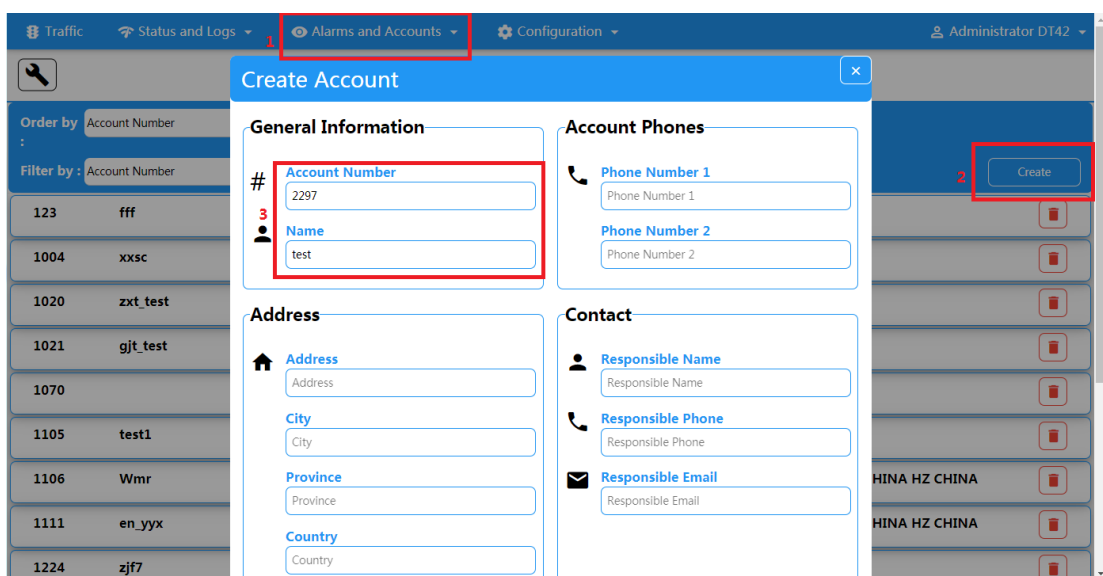 Traffic Status and Logs Alarms and Accounts Configuration Administrator DT42
1
Create Account ×
Order by : Account Number
Filter by : Account Number
Create
2
General Information
# Account Number
2297
3
Name
test
Account Phones
Phone Number 1
Phone Number 1
Phone Number 2
Phone Number 2
Address
Address
Address
City
City
Province
Province
Country
Country
Contact
Responsible Name
Responsible Name
Responsible Phone
Responsible Phone
Responsible Email
Responsible Email
123 fff
1004 xxsc
1020 zxt_test
1021 gjt_test
1070
1105 test1
1106 Wmr HINA HZ CHINA
1111 en_yyx HINA HZ CHINA
1224 zjf7